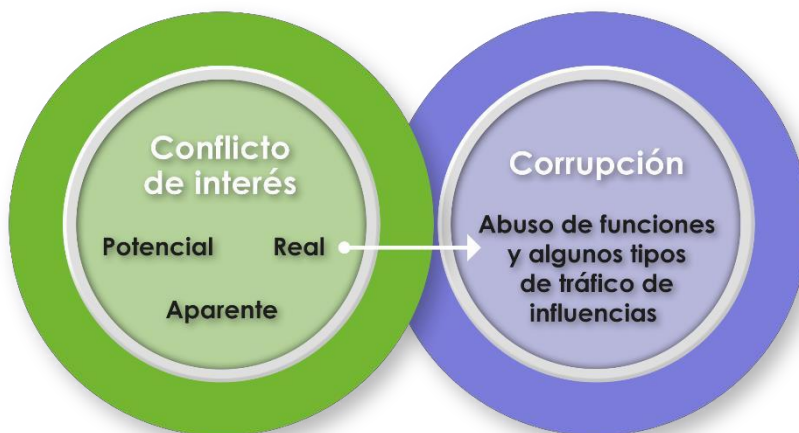 Conflicto
de interés
Potencial
Real
Aparente
Corrupción
Abuso de funciones
y algunos tipos
de tráfico de
influencias